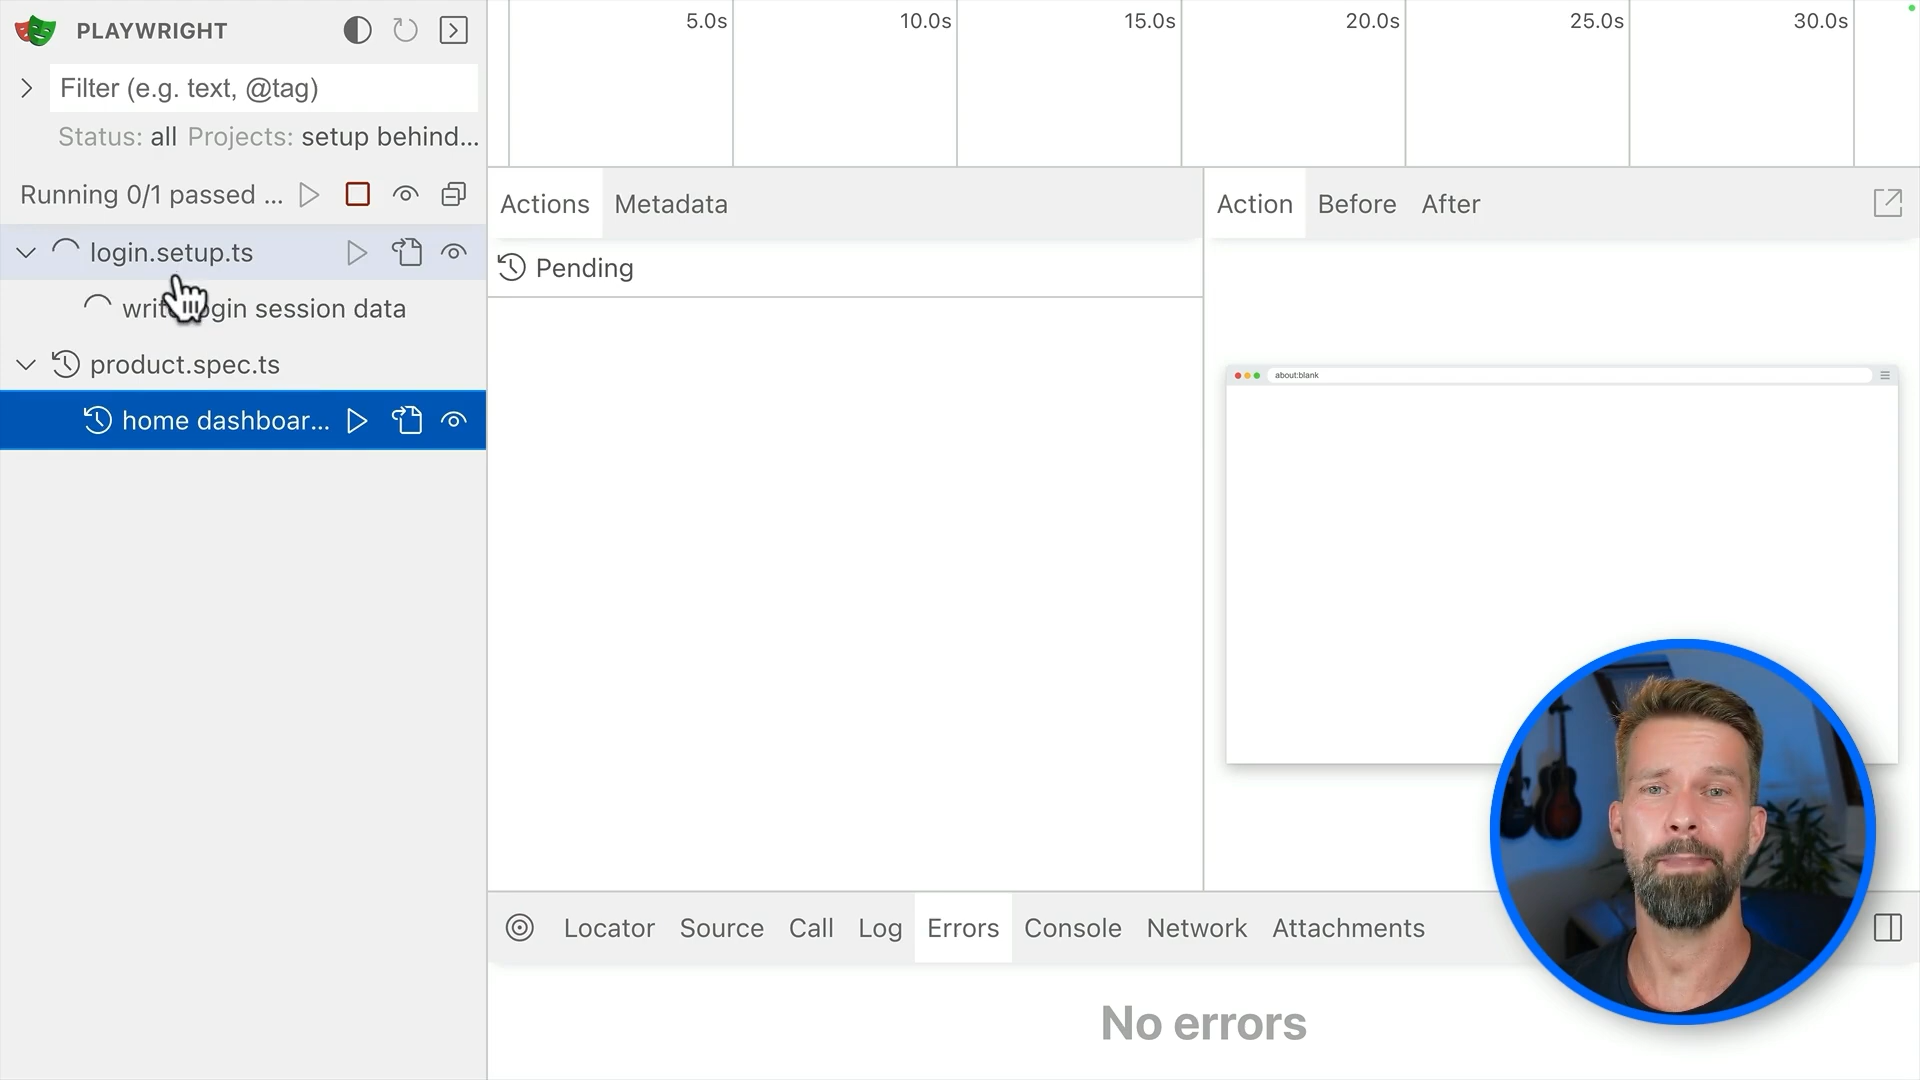 PLAYWRIGHT
Filter (e.g. text, @tag)
Status: all Projects: setup behind...
Running 0/1 passed ...
login.setup.ts
writ gin session data
product.spec.ts
home dashboar...
5.0s 10.0s 15.0s 20.0s 25.0s 30.0s
Actions Metadata
Pending
Action Before After
about:blank
Locator Source Call Log Errors Console Network Attachments
No errors